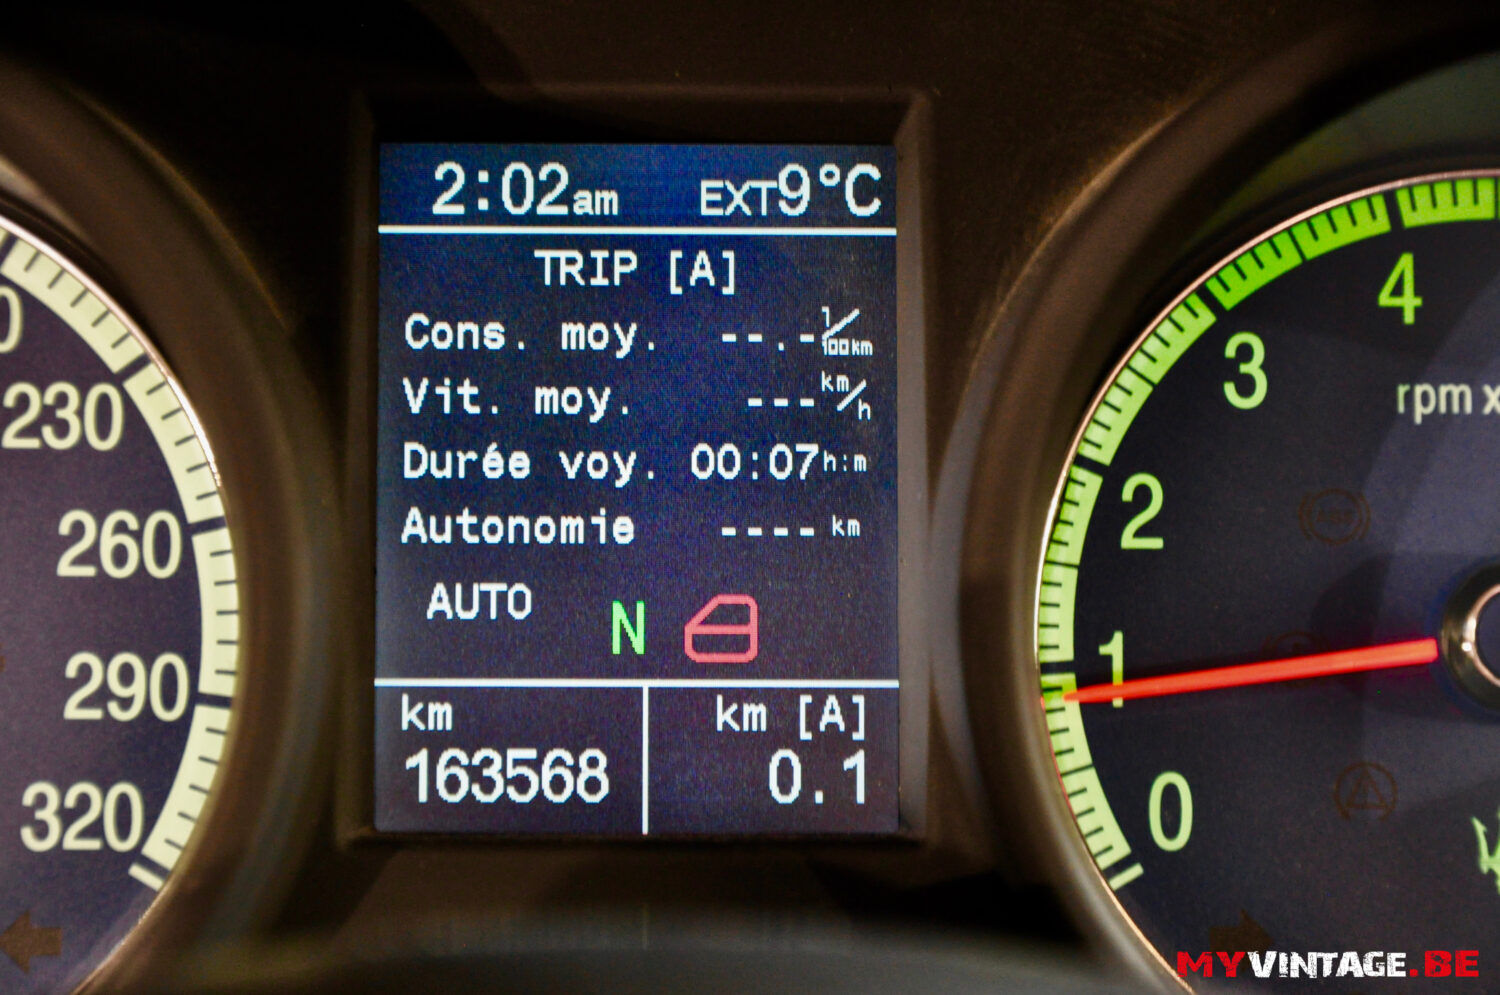 2:02am EXT9°C
TRIP [A]
Cons. moy. --.- l/100km
Vit. moy. --- km/h
Durée voy. 00:07 h:m
Autonomie ---- km
AUTO N
km
163568
km [A]
0.1
230
260
290
320
4
3
rpm x
2
1
0
MYVINTAGE.BE